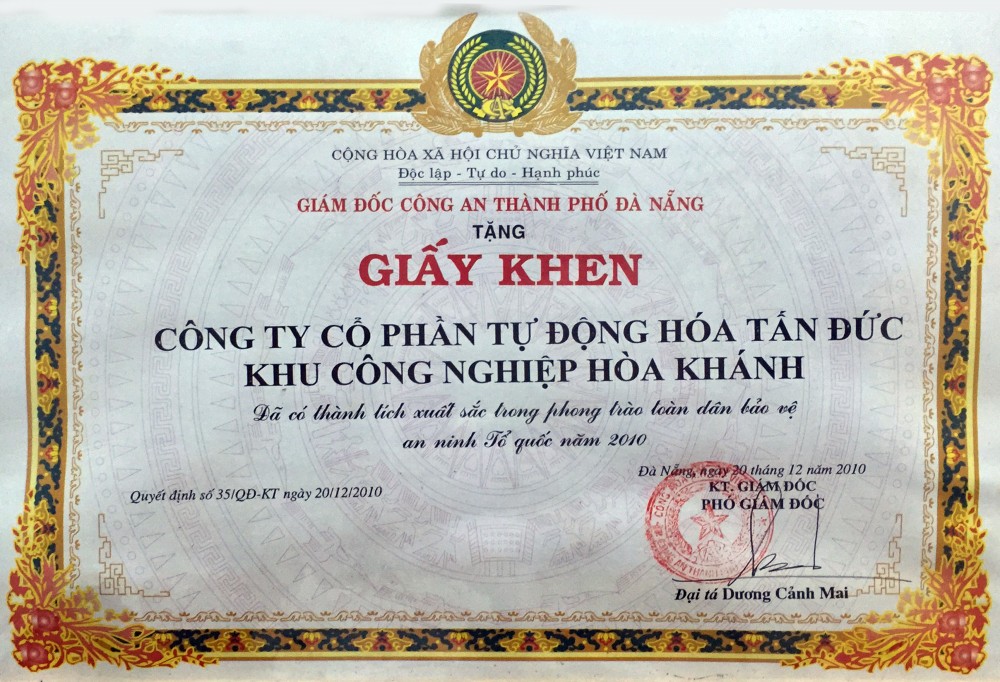 CỘNG HÒA XÃ HỘI CHỦ NGHĨA VIỆT NAM
Độc lập - Tự do - Hạnh phúc
GIÁM ĐỐC CÔNG AN THÀNH PHỐ ĐÀ NẴNG
TẶNG
GIẤY KHEN
CÔNG TY CỔ PHẦN TỰ ĐỘNG HÓA TẤN ĐỨC
KHU CÔNG NGHIỆP HÒA KHÁNH
Đã có thành tích xuất sắc trong phong trào toàn dân bảo vệ
an ninh Tổ quốc năm 2010
Đà Nẵng, ngày 20 tháng 12 năm 2010
KT. GIÁM ĐỐC
PHÓ GIÁM ĐỐC
Quyết định số 35/QĐ-KT ngày 20/12/2010
Đại tá Dương Cảnh Mai